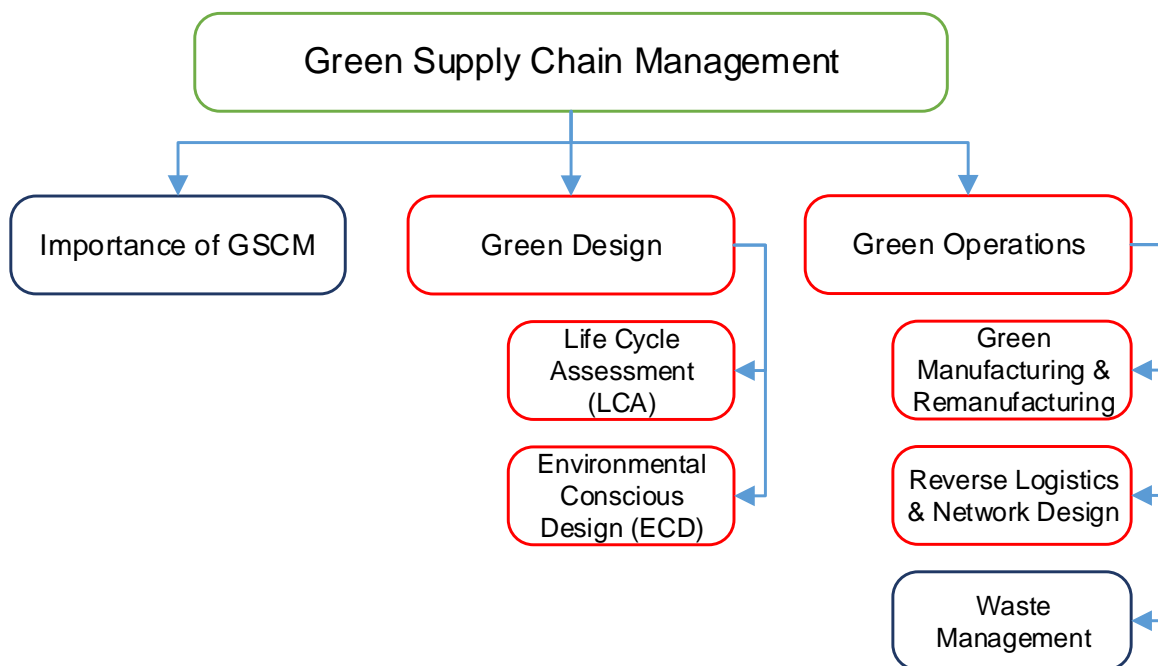 Green Supply Chain Management
Importance of GSCM
Green Design
Green Operations
Life Cycle
Assessment
(LCA)
Environmental
Conscious
Design (ECD)
Green
Manufacturing &
Remanufacturing
Reverse Logistics
& Network Design
Waste
Management